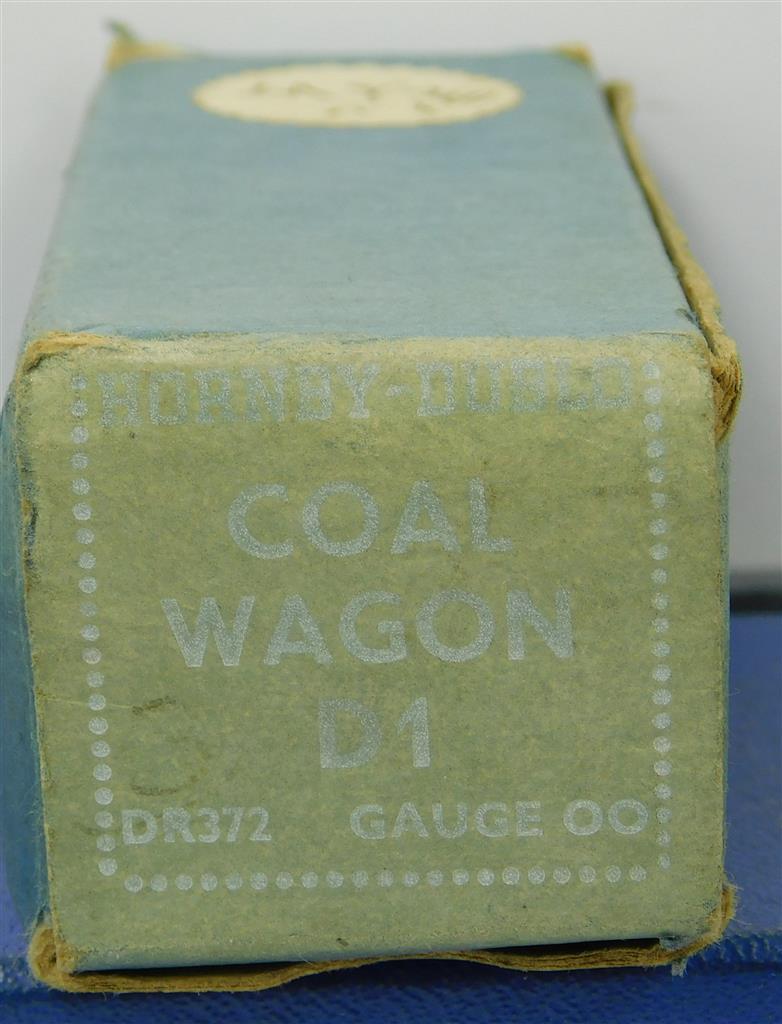 HORNBY-DUBLO
COAL
WAGON
D1
DR372 GAUGE OO